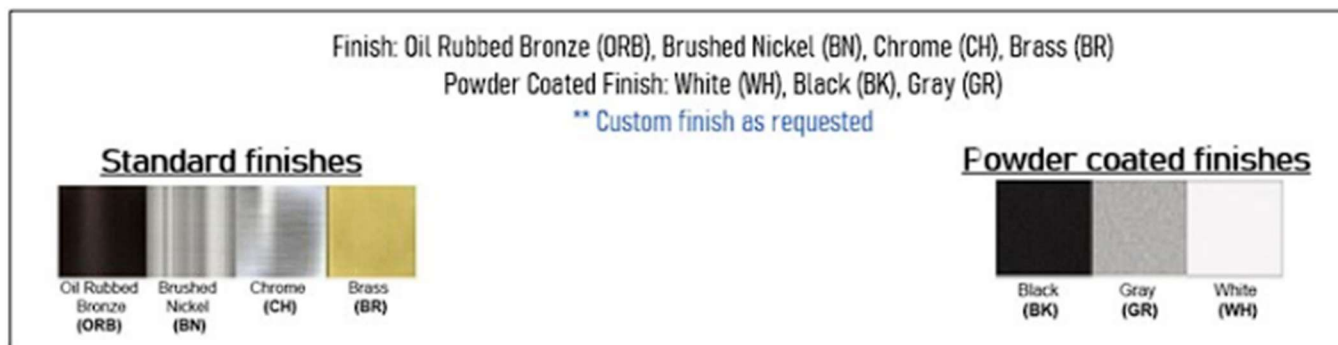 Finish: Oil Rubbed Bronze (ORB), Brushed Nickel (BN), Chrome (CH), Brass (BR)
Powder Coated Finish: White (WH), Black (BK), Gray (GR)
** Custom finish as requested
Standard finishes
Oil Rubbed
Bronze
(ORB)
Brushed
Nickel
(BN)
Chrome
(CH)
Brass
(BR)
Powder coated finishes
Black
(BK)
Gray
(GR)
White
(WH)